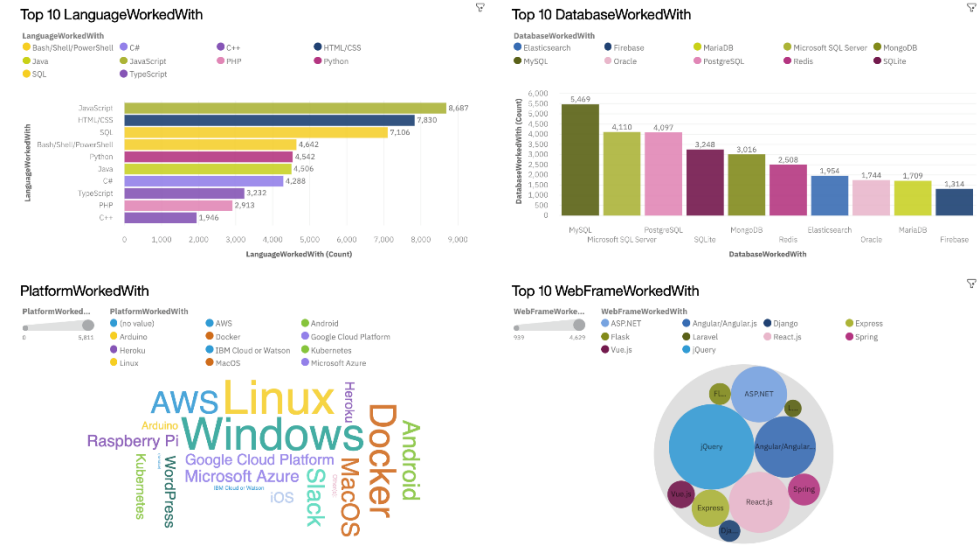 Top 10 LanguageWorkedWith
LanguageWorkedWith
Bash/Shell/PowerShell C# C++ HTML/CSS
Java JavaScript PHP Python
SQL TypeScript
LanguageWorkedWith
JavaScript 8,687
HTML/CSS 7,830
SQL 7,106
Bash/Shell/PowerShell 4,642
Python 4,542
Java 4,506
C# 4,288
TypeScript 3,232
PHP 2,913
C++ 1,946
0 1,000 2,000 3,000 4,000 5,000 6,000 7,000 8,000 9,000
LanguageWorkedWith (Count)
Top 10 DatabaseWorkedWith
DatabaseWorkedWith
Elasticsearch Firebase MariaDB Microsoft SQL Server MongoDB
MySQL Oracle PostgreSQL Redis SQLite
DatabaseWorkedWith (Count)
6,000
5,500
5,000
4,500
4,000
3,500
3,000
2,500
2,000
1,500
1,000
500
0
5,469 4,110 4,097 3,248 3,016 2,508 1,954 1,744 1,709 1,314
MySQL PostgreSQL MongoDB Elasticsearch MariaDB
Microsoft SQL Server SQLite Redis Oracle Firebase
DatabaseWorkedWith
PlatformWorkedWith
PlatformWorked... PlatformWorkedWith
0 5,811
(no value) AWS Android
Arduino Docker Google Cloud Platform
Heroku IBM Cloud or Watson Kubernetes
Linux MacOS Microsoft Azure
AWS Linux Heroku
Arduino Windows Docker Android
Raspberry Pi
Google Cloud Platform
Kubernetes WordPress Microsoft Azure Slack MacOS
IBM Cloud or Watson
iOS
Top 10 WebFrameWorkedWith
WebFrameWorke... WebFrameWorkedWith
939 4,629
ASP.NET Angular/Angular.js Django Express
Flask Laravel React.js Spring
Vue.js jQuery
Fl... ASP.NET
L...
jQuery Angular/Angular...
Vue.js Spring
Express React.js
Dja...